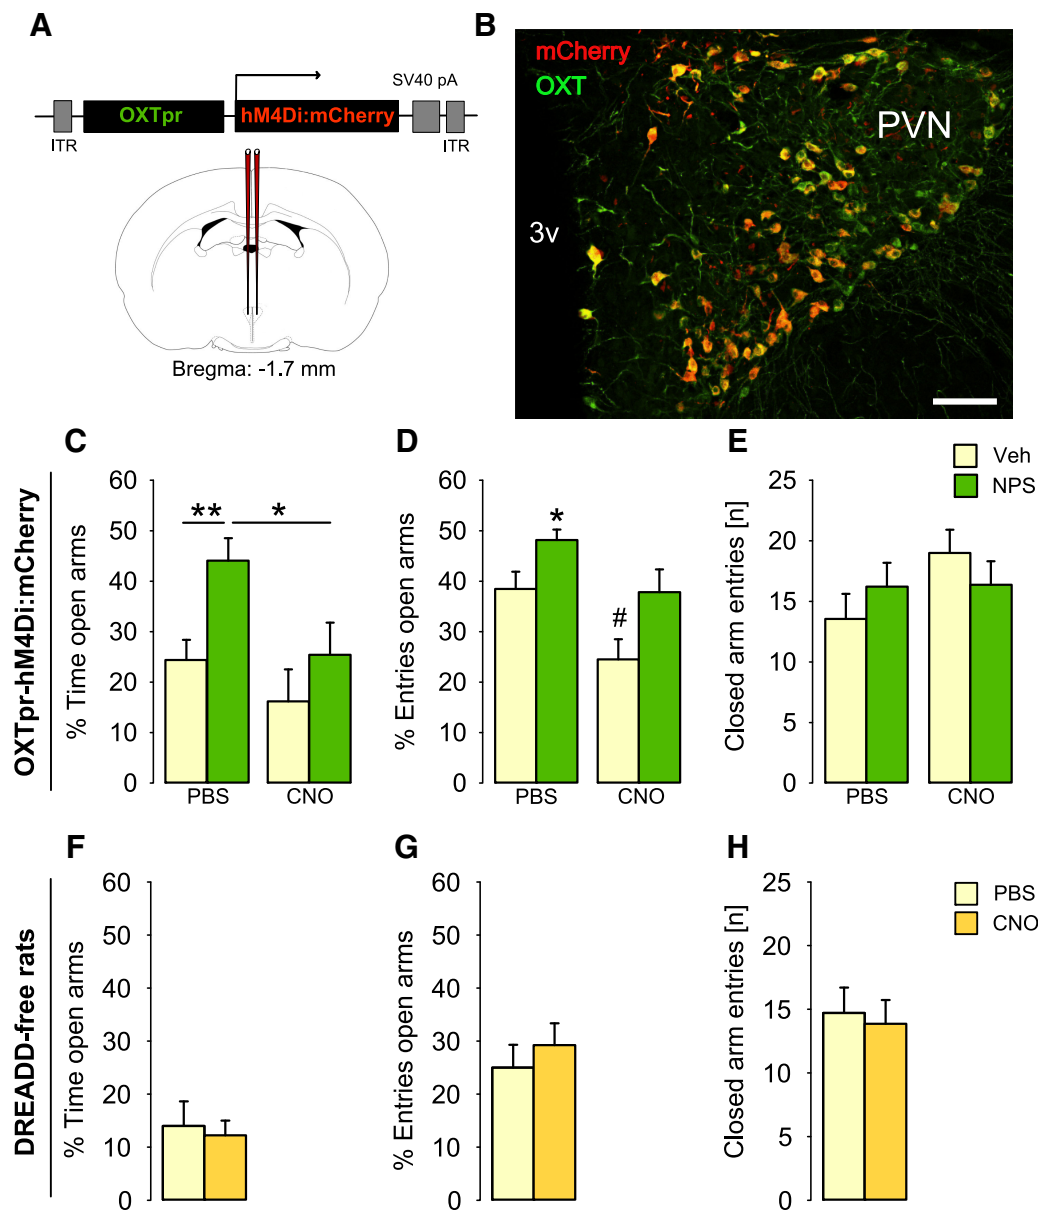 A
SV40 pA
OXTpr
hM4Di:mCherry
ITR
ITR
Bregma: -1.7 mm
B
mCherry
OXT
PVN
3v
OXTpr-hM4Di:mCherry
C
% Time open arms
60
50
40
30
20
10
0
**
*
PBS
CNO
D
% Entries open arms
60
50
40
30
20
10
0
*
#
PBS
CNO
E
Closed arm entries [n]
25
20
15
10
5
0
PBS
CNO
Veh
NPS
DREADD-free rats
F
% Time open arms
60
50
40
30
20
10
0
G
% Entries open arms
60
50
40
30
20
10
0
H
Closed arm entries [n]
25
20
15
10
5
0
PBS
CNO